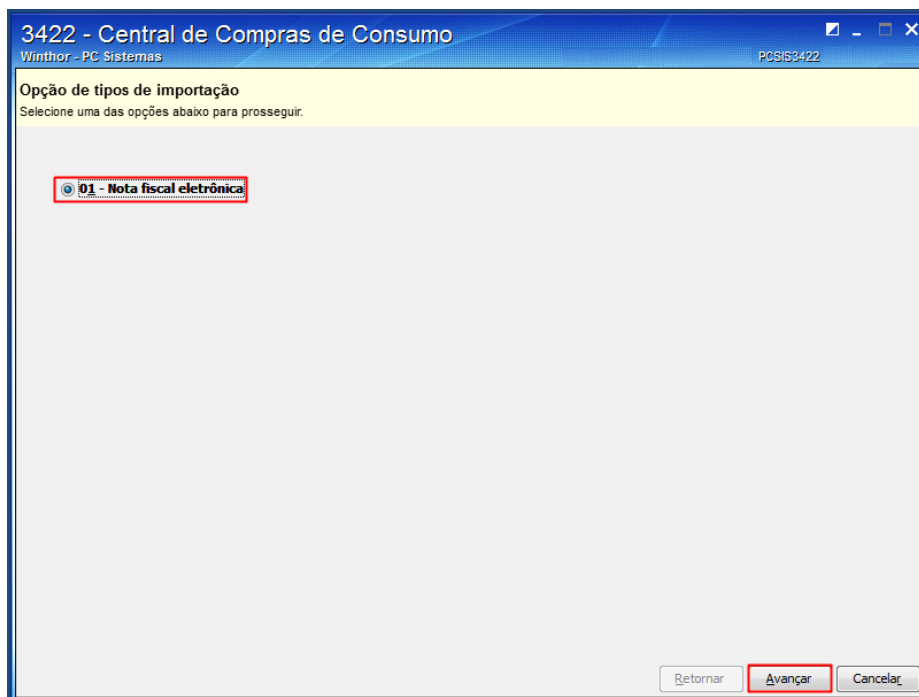 3422 - Central de Compras de Consumo
Winthor - PC Sistemas
PCSIS3422
Opção de tipos de importação
Selecione uma das opções abaixo para prosseguir.
01 - Nota fiscal eletrônica
Retornar
Avançar
Cancelar